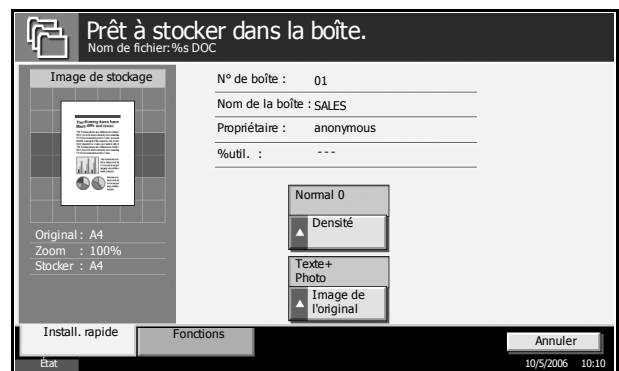 Prêt à stocker dans la boîte.
Nom de fichier:%s DOC
Image de stockage
Original : A4
Zoom : 100%
Stocker : A4
N° de boîte : 01
Nom de la boîte : SALES
Propriétaire : anonymous
%util. : ---
Normal 0
Densité
Texte+
Photo
Image de
l'original
Install. rapide
Fonctions
Annuler
État
10/5/2006 10:10